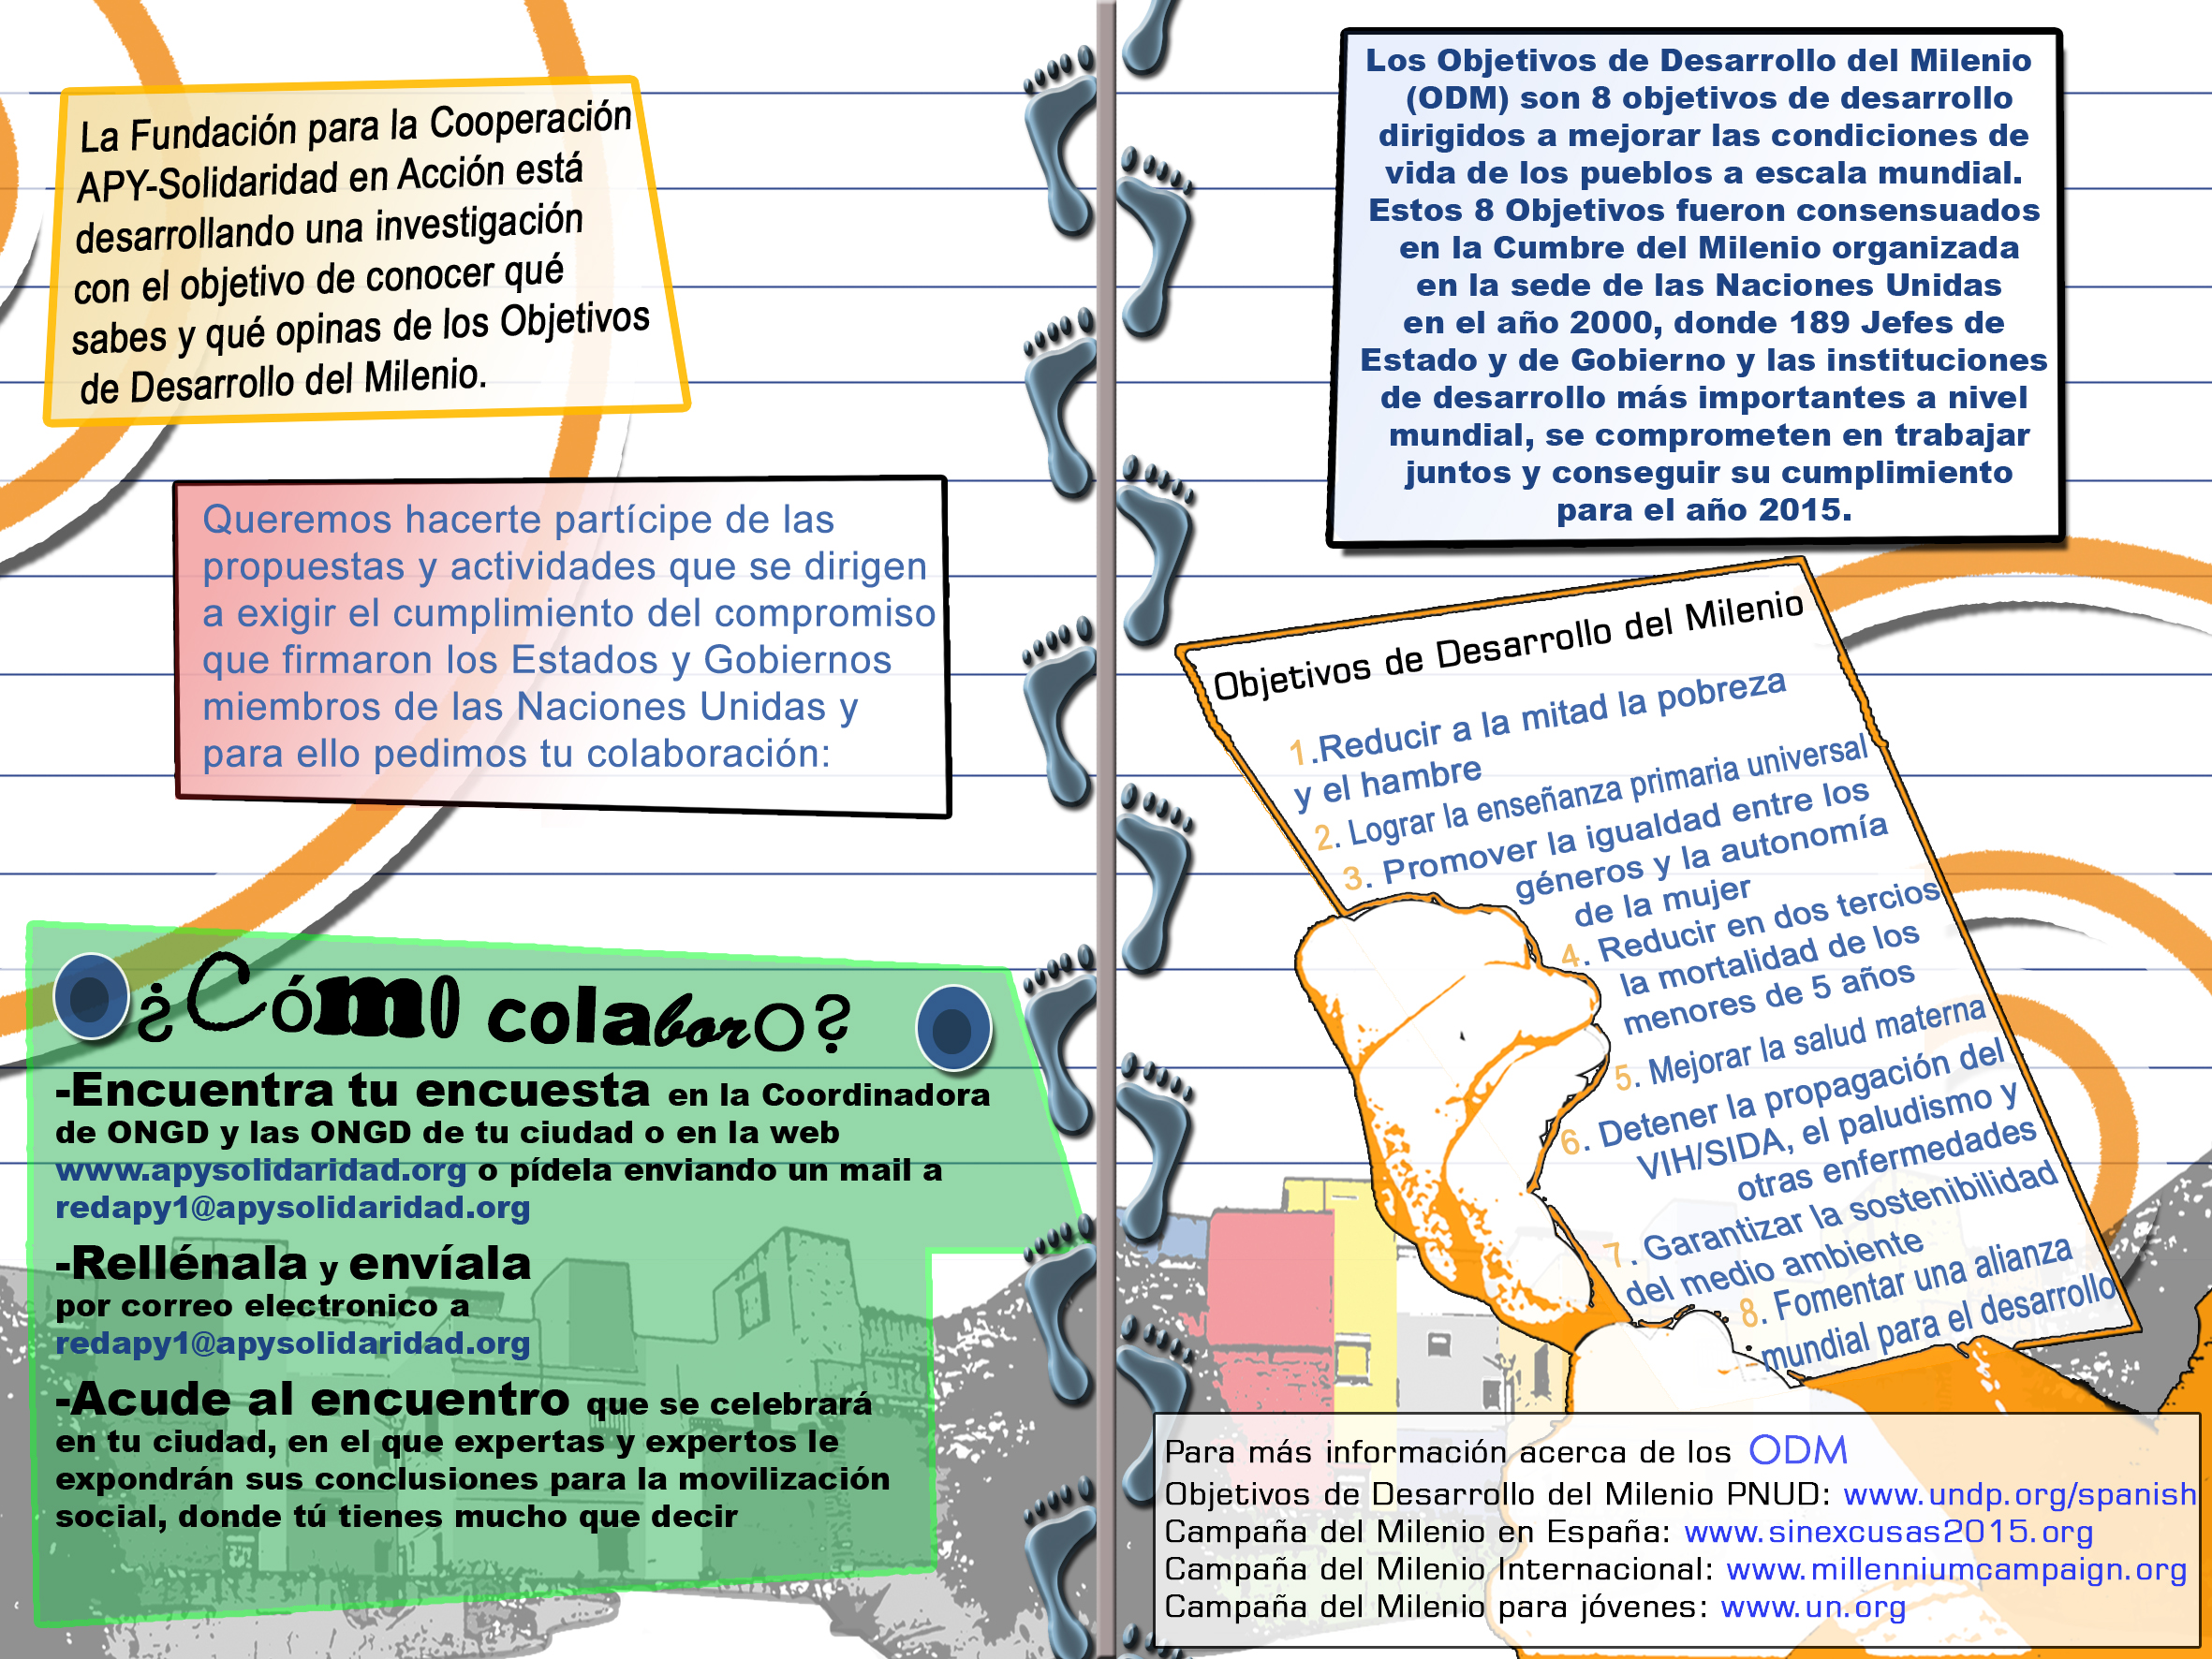 La Fundación para la Cooperación
APY-Solidaridad en Acción está
desarrollando una investigación
con el objetivo de conocer qué
sabes y qué opinas de los Objetivos
de Desarrollo del Milenio.
Queremos hacerte partícipe de las
propuestas y actividades que se dirigen
a exigir el cumplimiento del compromiso
que firmaron los Estados y Gobiernos
miembros de las Naciones Unidas y
para ello pedimos tu colaboración:
¿Cómo colaboro?
-Encuentra tu encuesta en la Coordinadora
de ONGD y las ONGD de tu ciudad o en la web
www.apysolidaridad.org o pídela enviando un mail a
redapy1@apysolidaridad.org
-Rellénala y envíala
por correo electronico a
redapy1@apysolidaridad.org
-Acude al encuentro que se celebrará
en tu ciudad, en el que expertas y expertos le
expondrán sus conclusiones para la movilización
social, donde tú tienes mucho que decir
Los Objetivos de Desarrollo del Milenio
(ODM) son 8 objetivos de desarrollo
dirigidos a mejorar las condiciones de
vida de los pueblos a escala mundial.
Estos 8 Objetivos fueron consensuados
en la Cumbre del Milenio organizada
en la sede de las Naciones Unidas
en el año 2000, donde 189 Jefes de
Estado y de Gobierno y las instituciones
de desarrollo más importantes a nivel
mundial, se comprometen en trabajar
juntos y conseguir su cumplimiento
para el año 2015.
Objetivos de Desarrollo del Milenio
1.Reducir a la mitad la pobreza
y el hambre
2. Lograr la enseñanza primaria universal
3. Promover la igualdad entre los
géneros y la autonomía
de la mujer
4. Reducir en dos tercios
la mortalidad de los
menores de 5 años
5. Mejorar la salud materna
6. Detener la propagación del
VIH/SIDA, el paludismo y
otras enfermedades
7. Garantizar la sostenibilidad
del medio ambiente
8. Fomentar una alianza
mundial para el desarrollo
Para más información acerca de los ODM
Objetivos de Desarrollo del Milenio PNUD: www.undp.org/spanish
Campaña del Milenio en España: www.sinexcusas2015.org
Campaña del Milenio Internacional: www.millenniumcampaign.org
Campaña del Milenio para jóvenes: www.un.org